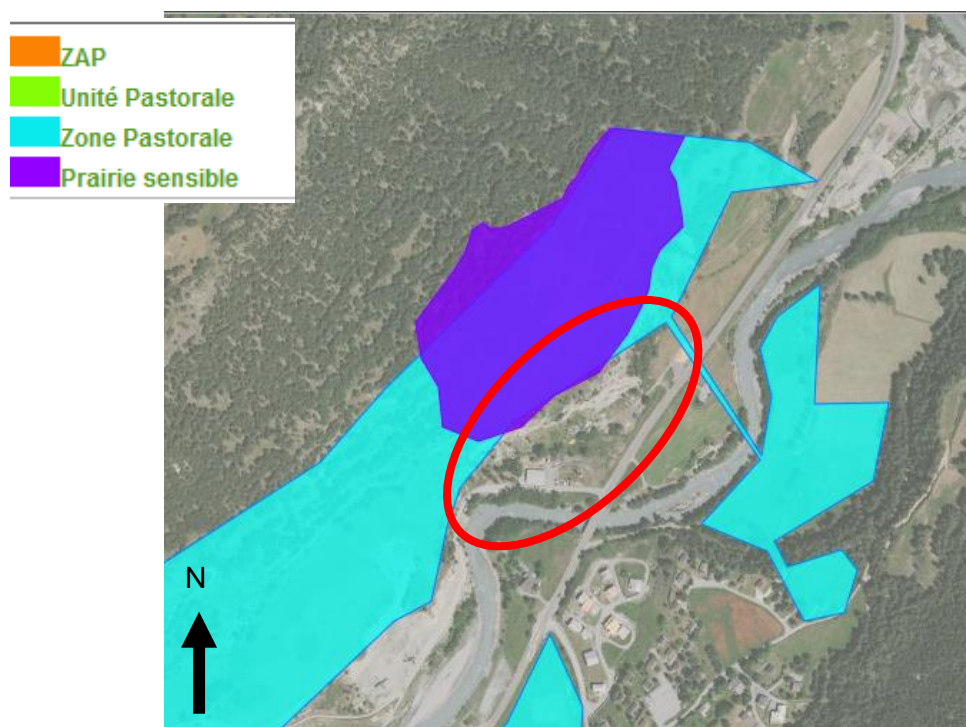 ZAP
Unité Pastorale
Zone Pastorale
Prairie sensible
N